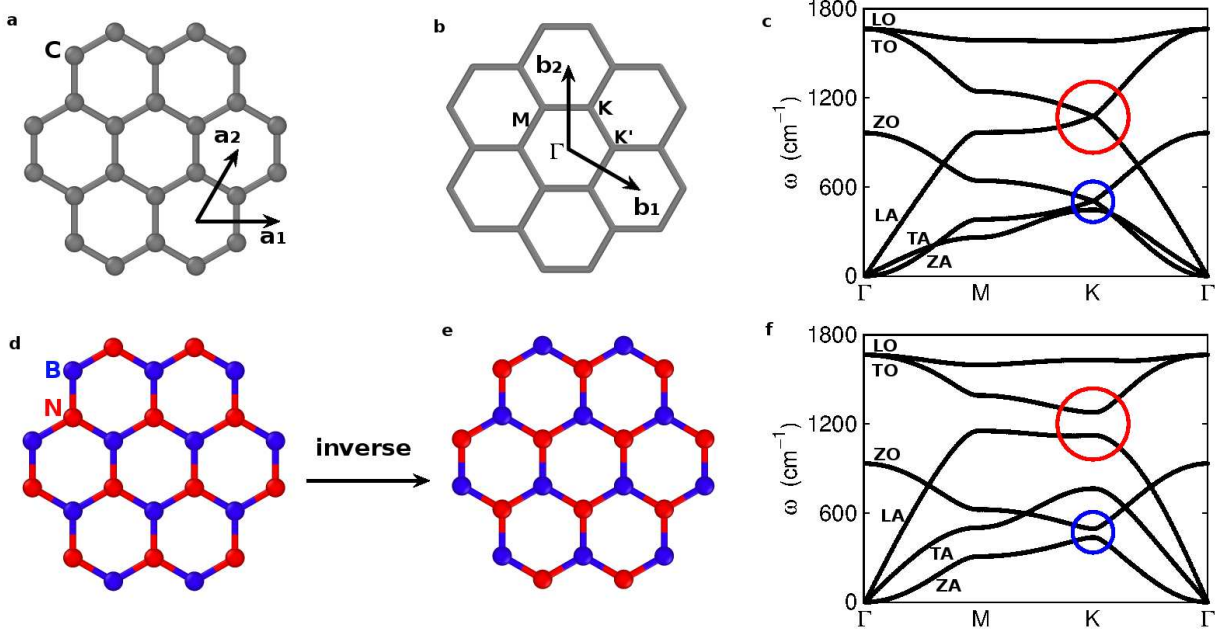 a
C
a2
a1
b
b2
K
M
K'
Γ
b1
c
1800
1200
600
0
ω (cm⁻¹)
LO
TO
ZO
LA
TA
ZA
Γ
M
K
Γ
d
B
N
inverse
e
f
1800
1200
600
0
ω (cm⁻¹)
LO
TO
ZO
LA
TA
ZA
Γ
M
K
Γ